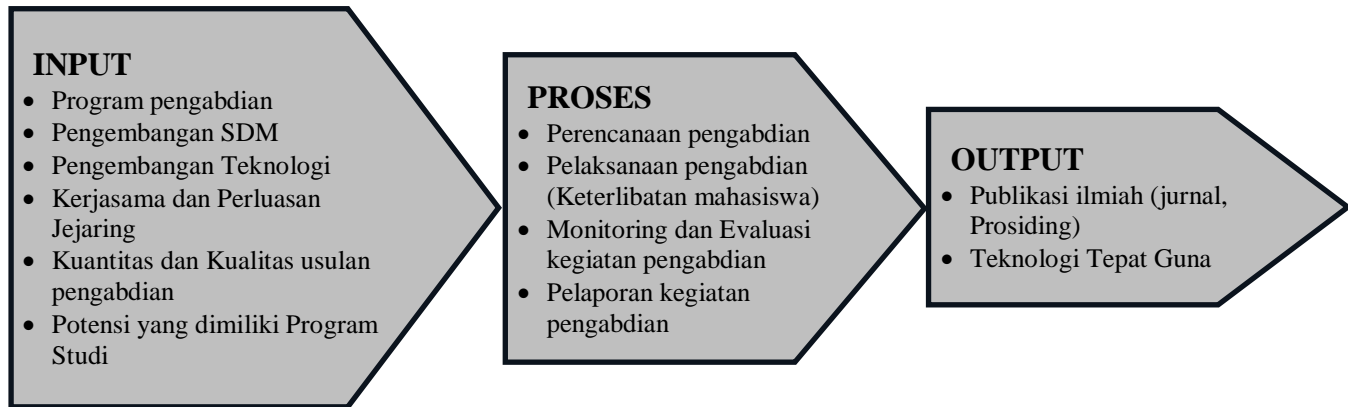 INPUT
• Program pengabdian
• Pengembangan SDM
• Pengembangan Teknologi
• Kerjasama dan Perluasan
Jejaring
• Kuantitas dan Kualitas usulan
pengabdian
• Potensi yang dimiliki Program
Studi
PROSES
• Perencanaan pengabdian
• Pelaksanaan pengabdian
(Keterlibatan mahasiswa)
• Monitoring dan Evaluasi
kegiatan pengabdian
• Pelaporan kegiatan
pengabdian
OUTPUT
• Publikasi ilmiah (jurnal,
Prosiding)
• Teknologi Tepat Guna